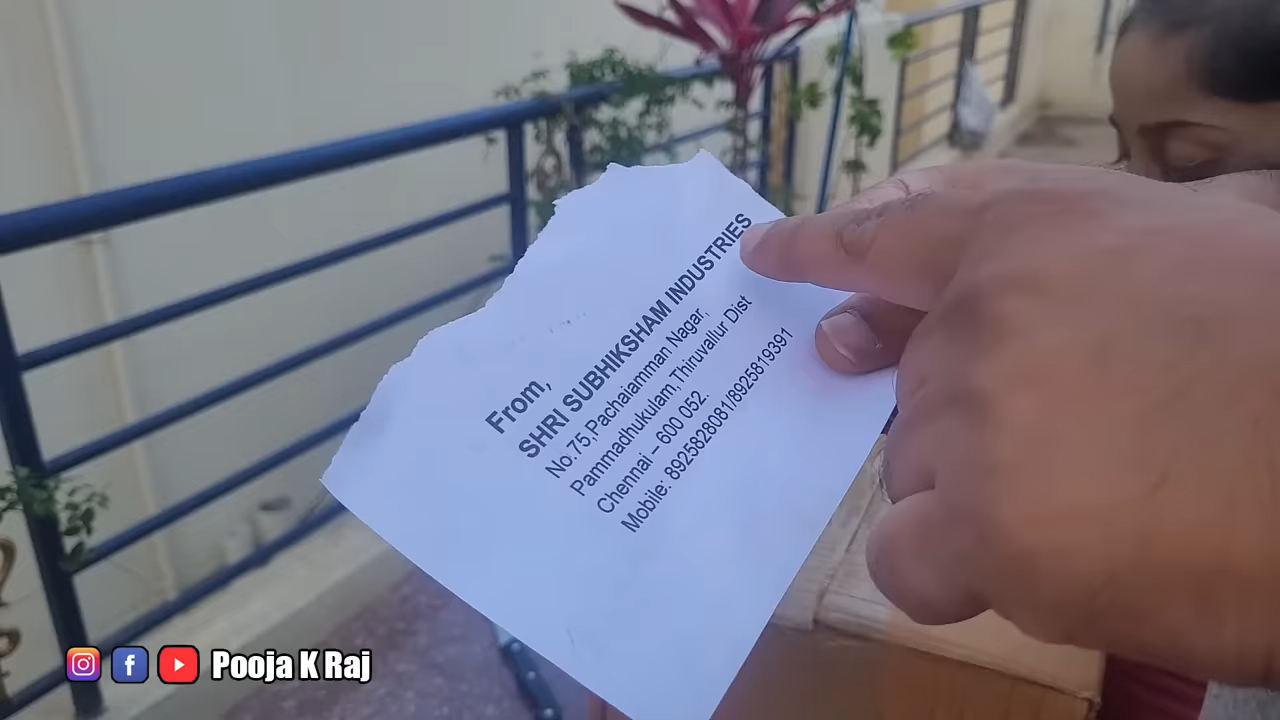 From,
SHRI SUBHIKSHAM INDUSTRIES
No.75,Pachaiamman Nagar,
Pammadhukulam,Thiruvallur Dist
Chennai – 600 052.
Mobile: 8925828081/8925819391
Pooja K Raj